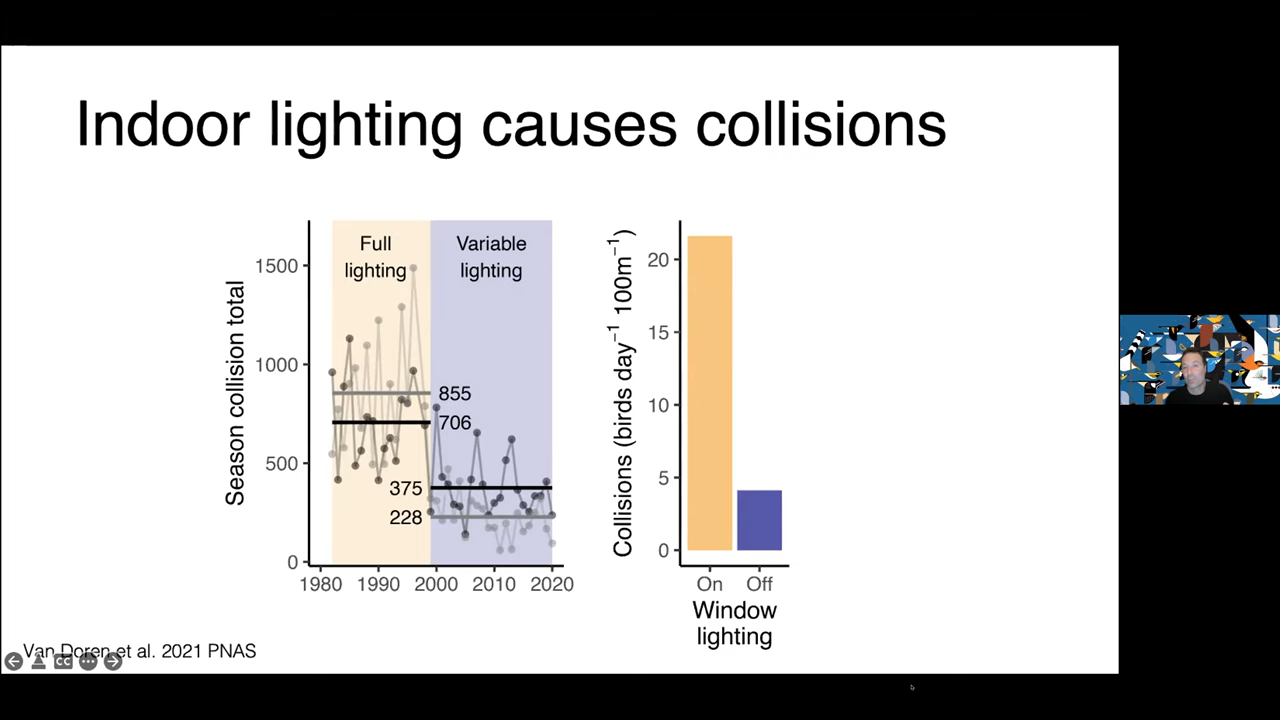 Indoor lighting causes collisions
Season collision total
1500
1000
500
0
Full
lighting
Variable
lighting
855
706
375
228
1980
1990
2000
2010
2020
Collisions (birds day⁻¹ 100m⁻¹)
20
15
10
5
0
On
Off
Window
lighting
Van Doren et al. 2021 PNAS
CC